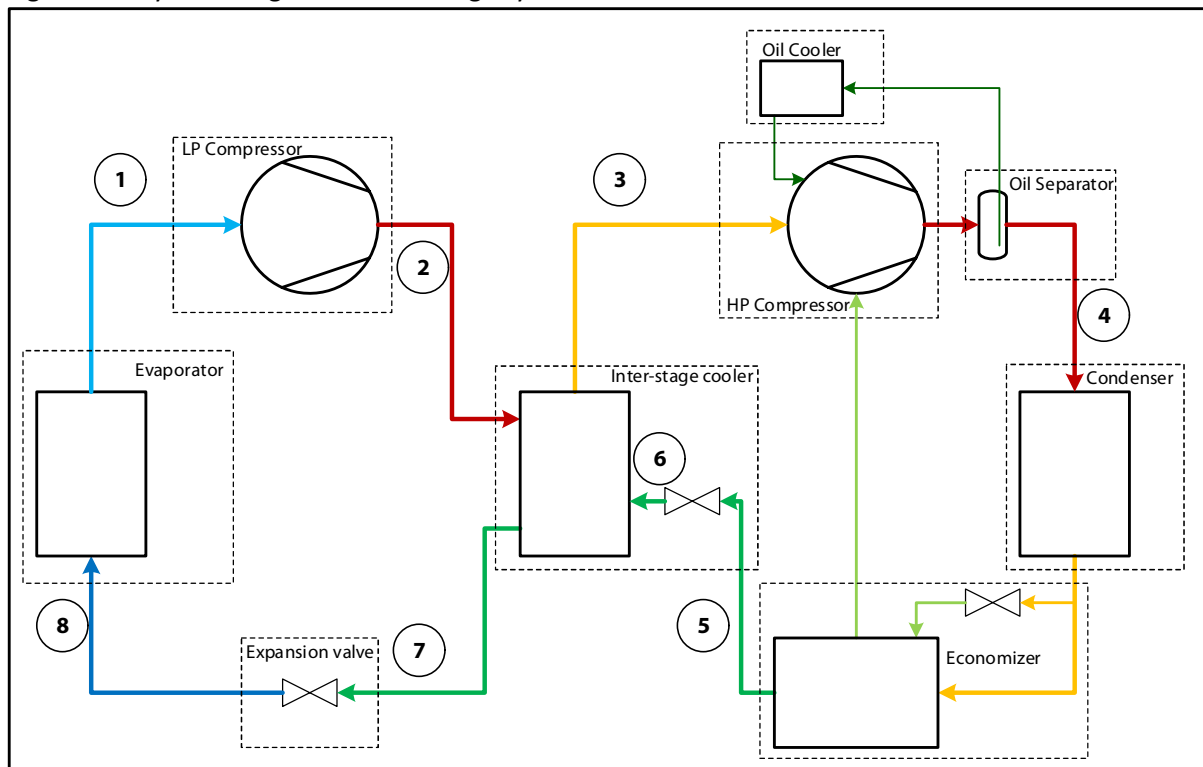 Oil Cooler
LP Compressor
1
3
Oil Separator
2
HP Compressor
4
Evaporator
Inter-stage cooler
Condenser
6
8
7
5
Expansion valve
Economizer